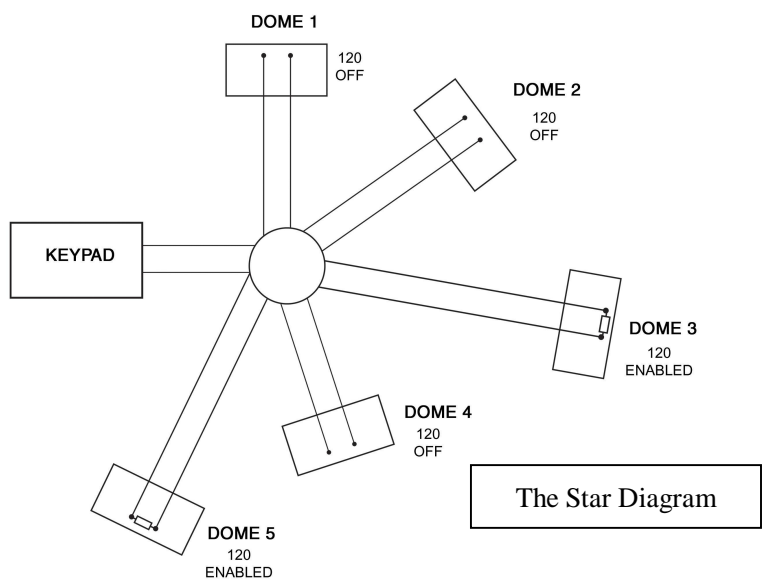 DOME 1
120
OFF
DOME 2
120
OFF
KEYPAD
DOME 3
120
ENABLED
DOME 4
120
OFF
The Star Diagram
DOME 5
120
ENABLED